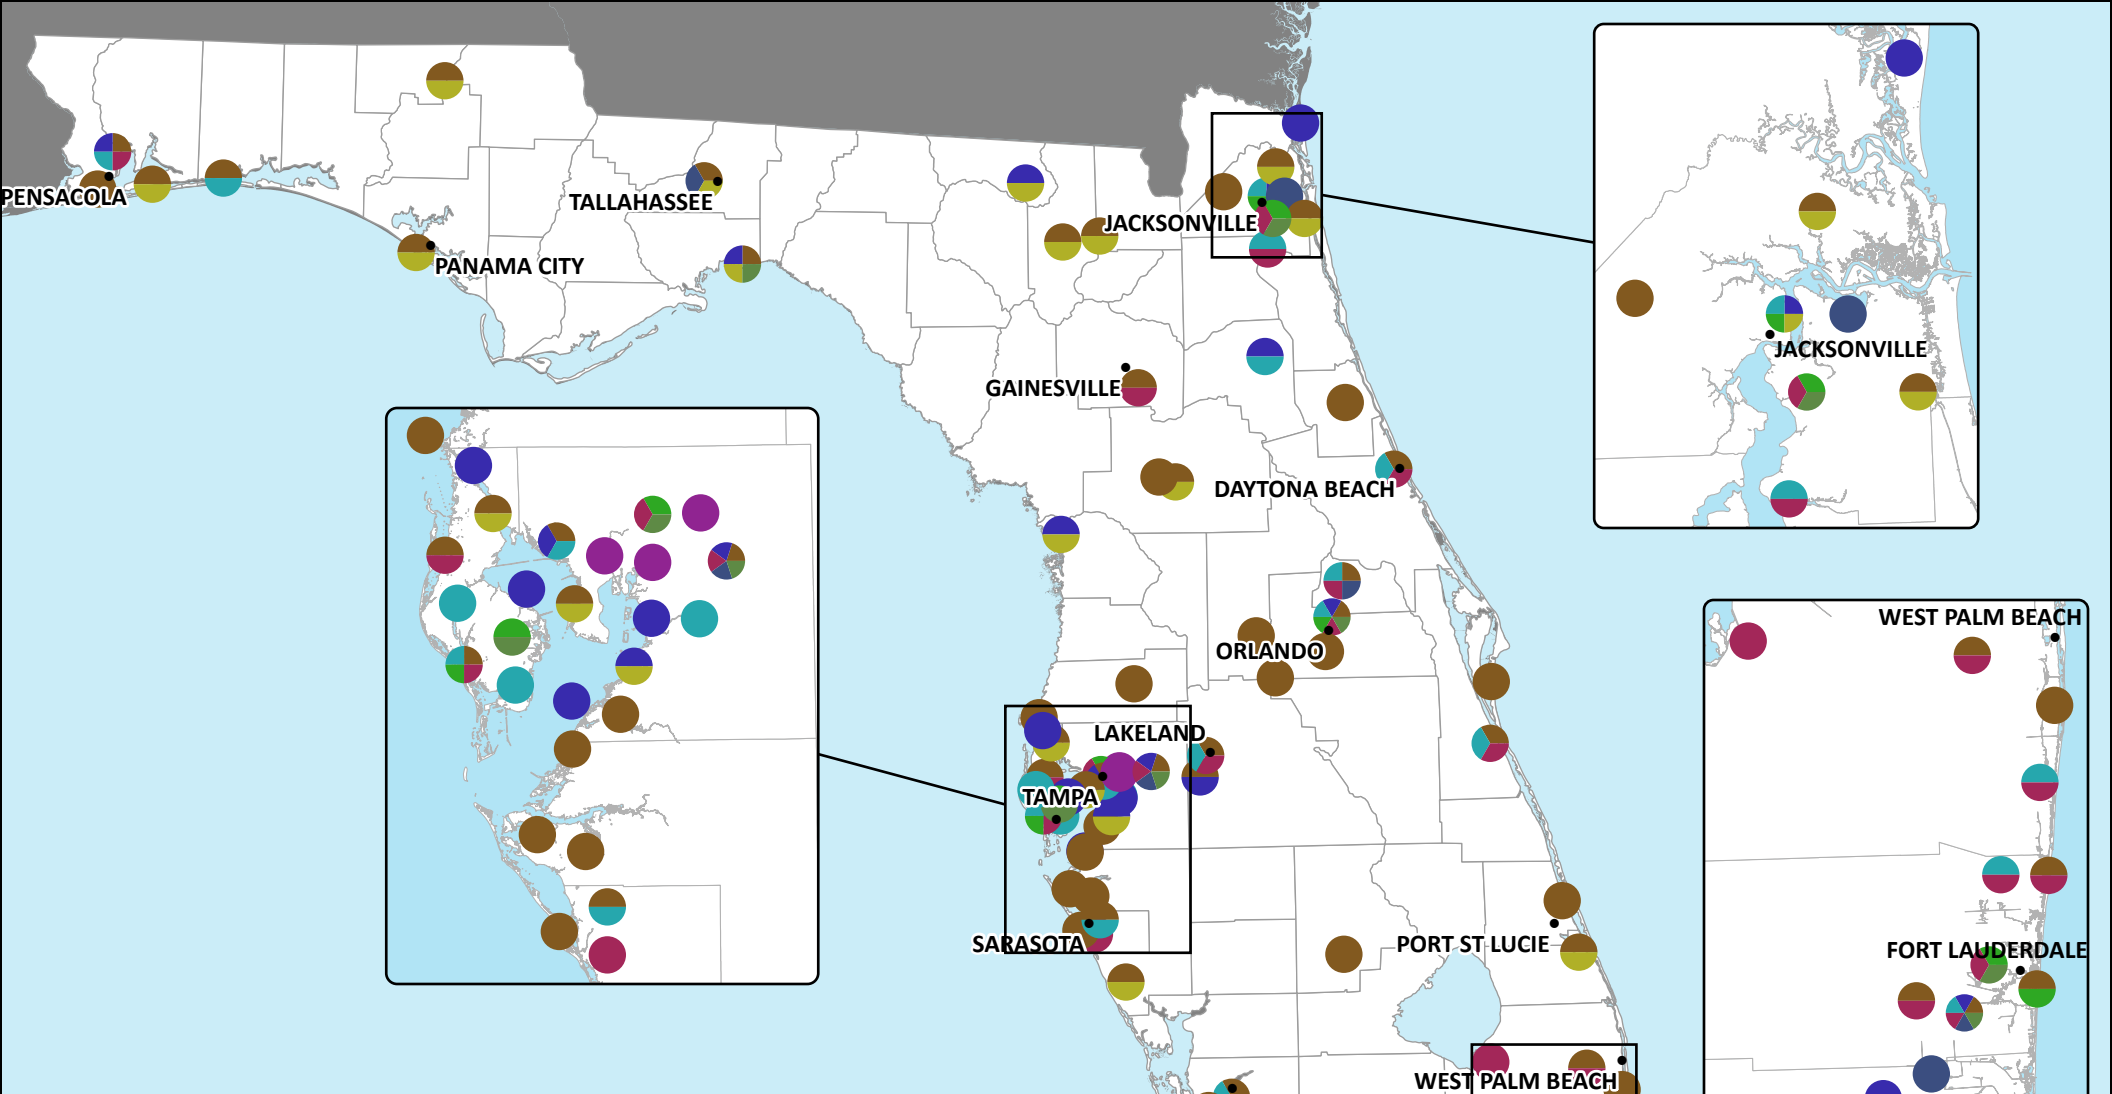 PENSACOLA
TALLAHASSEE
PANAMA CITY
JACKSONVILLE
GAINESVILLE
DAYTONA BEACH
ORLANDO
LAKELAND
TAMPA
SARASOTA
PORT ST LUCIE
WEST PALM BEACH
JACKSONVILLE
WEST PALM BEACH
FORT LAUDERDALE